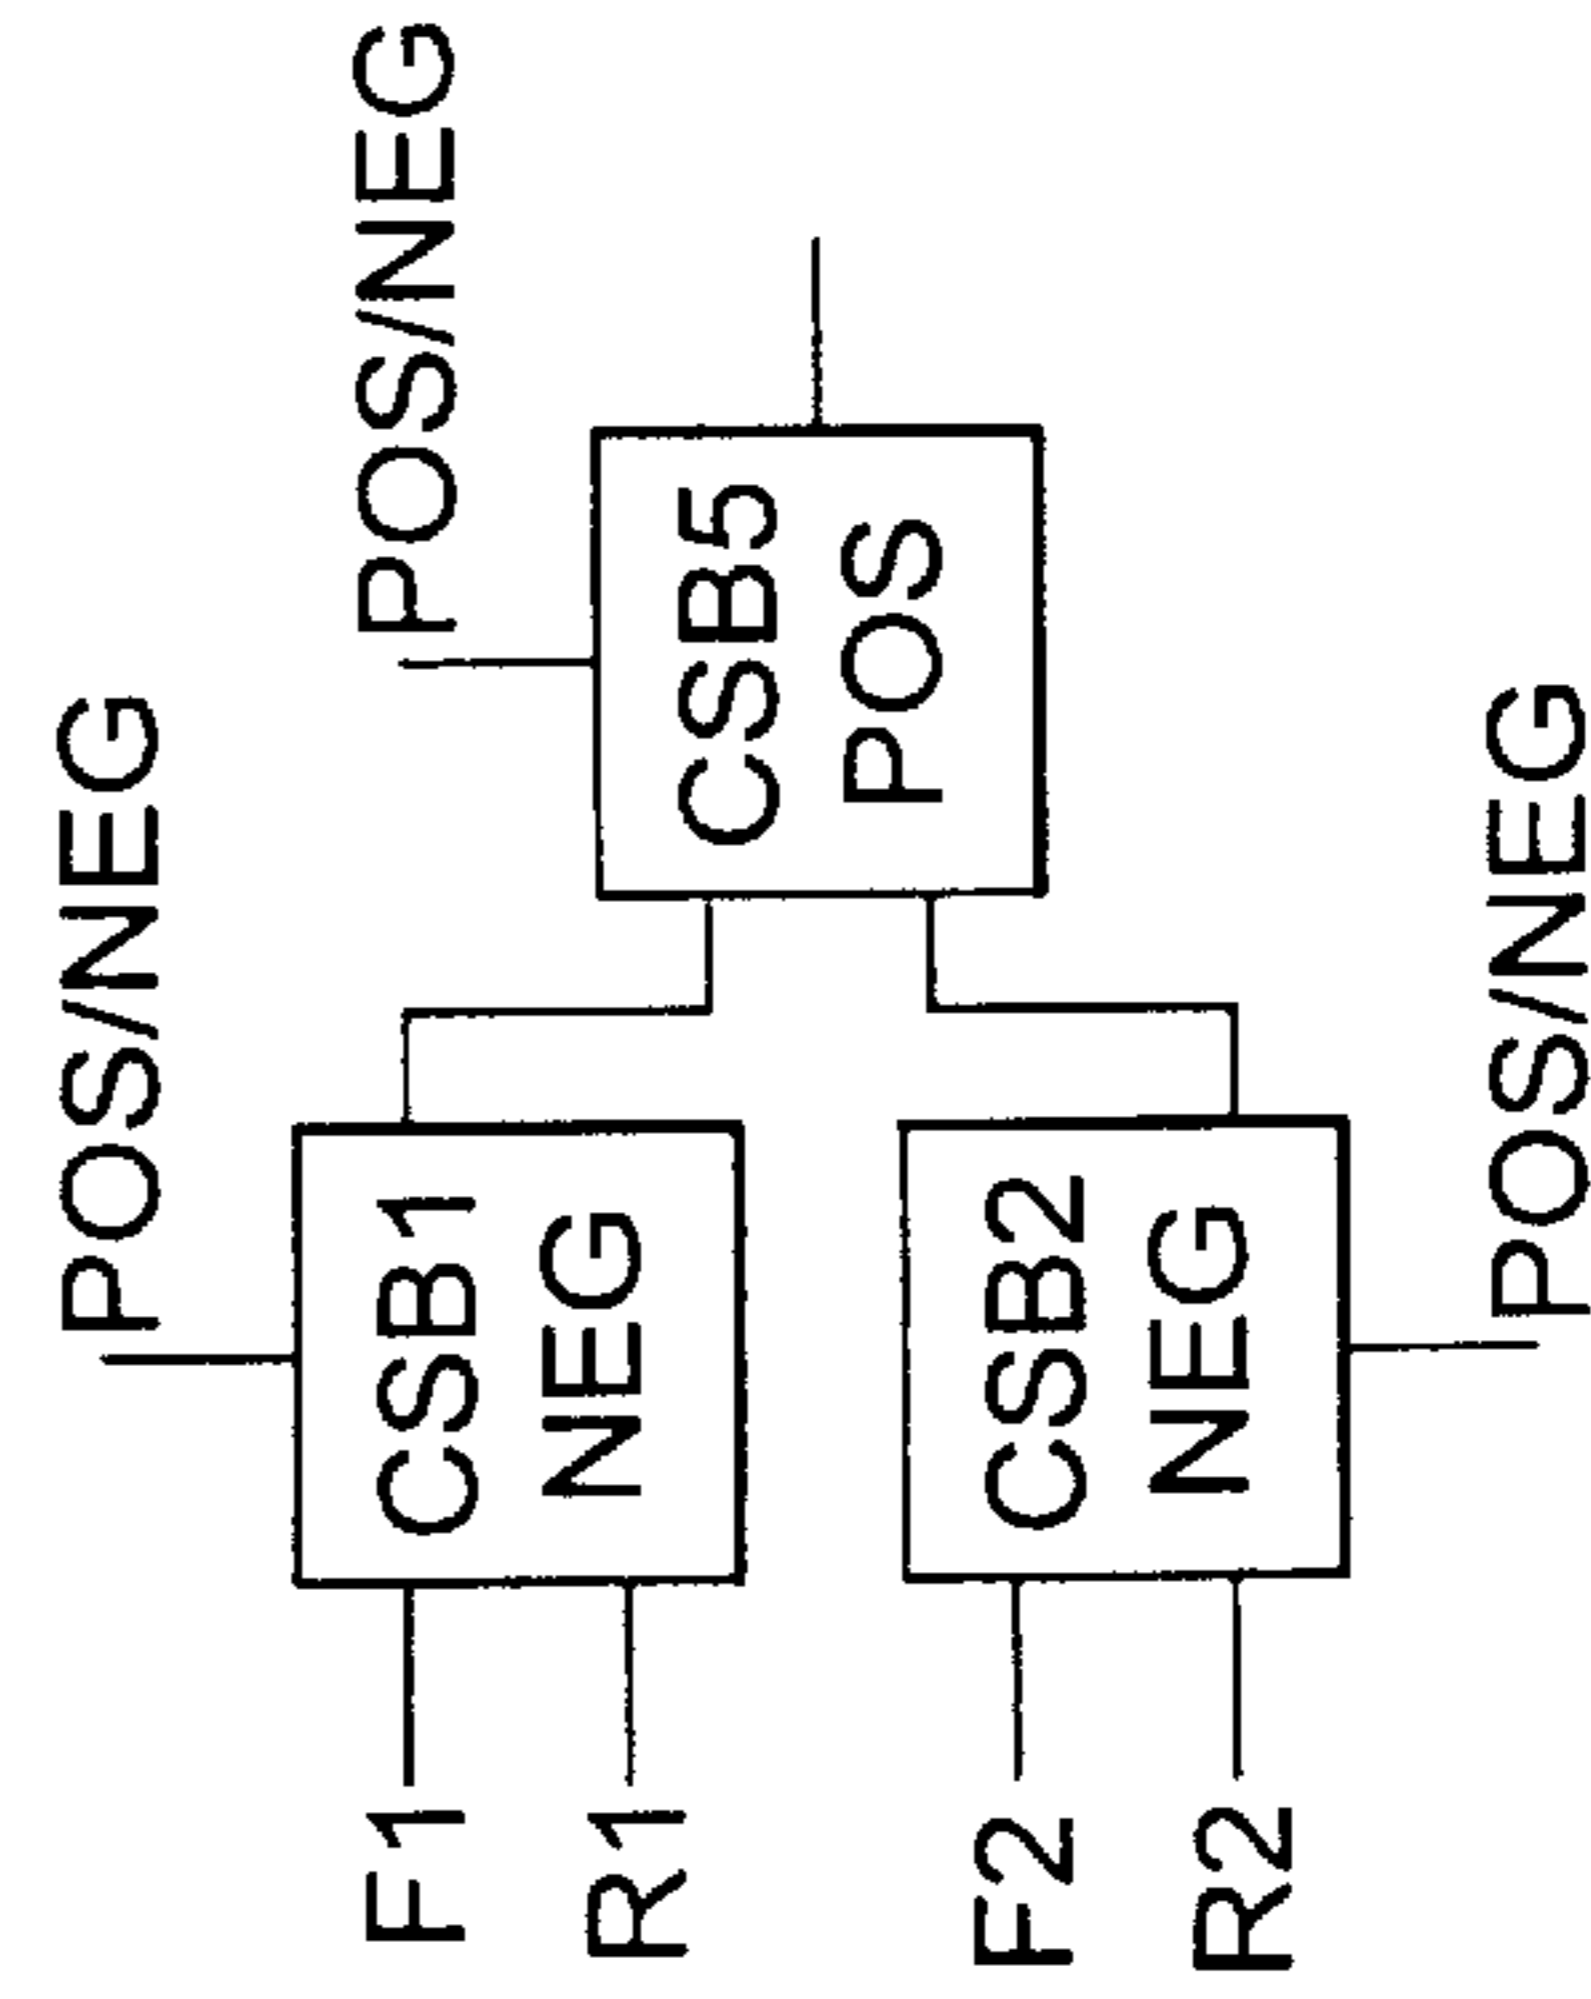 POS/NEG
F1
R1
CSB1
NEG
POS/NEG
CSB5
POS
F2
R2
CSB2
NEG
POS/NEG